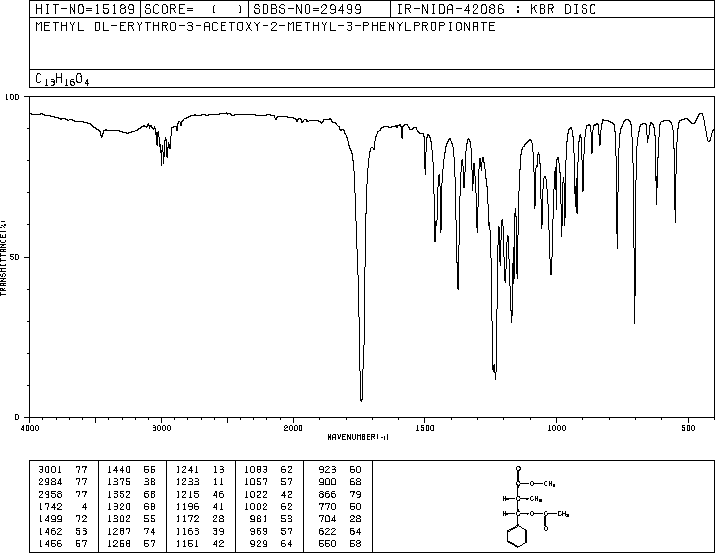 HIT-NO=15189 SCORE= ( ) SDBS-NO=29499 IR-NIDA-42086 : KBR DISC
METHYL DL-ERYTHRO-3-ACETOXY-2-METHYL-3-PHENYLPROPIONATE
C13H16O4
100
50
0
TRANSMITTANCE(%)
4000 3000 2000 1500 1000 500
WAVENUMBER(-1)
3001 77 1440 56 1241 13 1083 62 923 60
2984 77 1375 38 1233 11 1057 57 900 68
2958 77 1352 68 1215 46 1022 42 866 79
1742 4 1320 68 1196 41 1002 62 770 50
1499 72 1302 55 1172 28 981 53 704 28
1462 53 1287 74 1163 39 969 57 622 64
1456 57 1268 67 1151 42 929 64 550 58
O
C O CH3
H C CH3
H C O C CH3
O